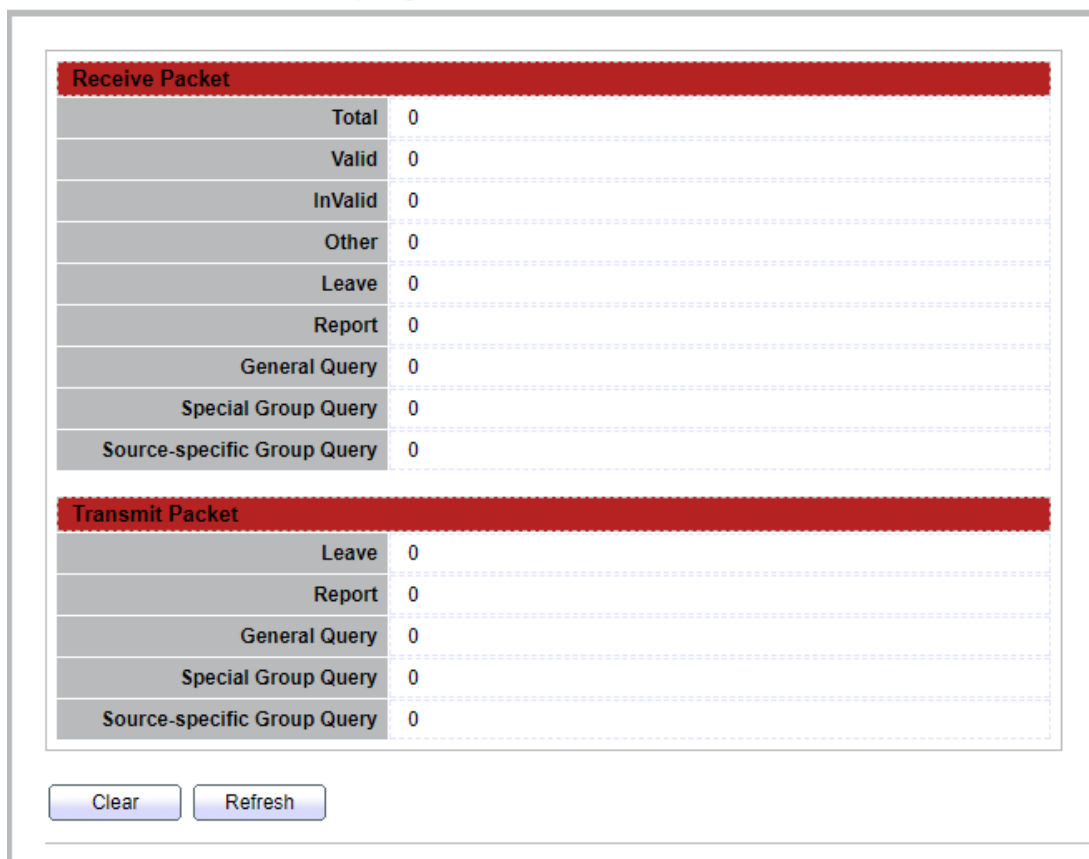 Receive Packet
Total 0
Valid 0
InValid 0
Other 0
Leave 0
Report 0
General Query 0
Special Group Query 0
Source-specific Group Query 0
Transmit Packet
Leave 0
Report 0
General Query 0
Special Group Query 0
Source-specific Group Query 0
Clear Refresh